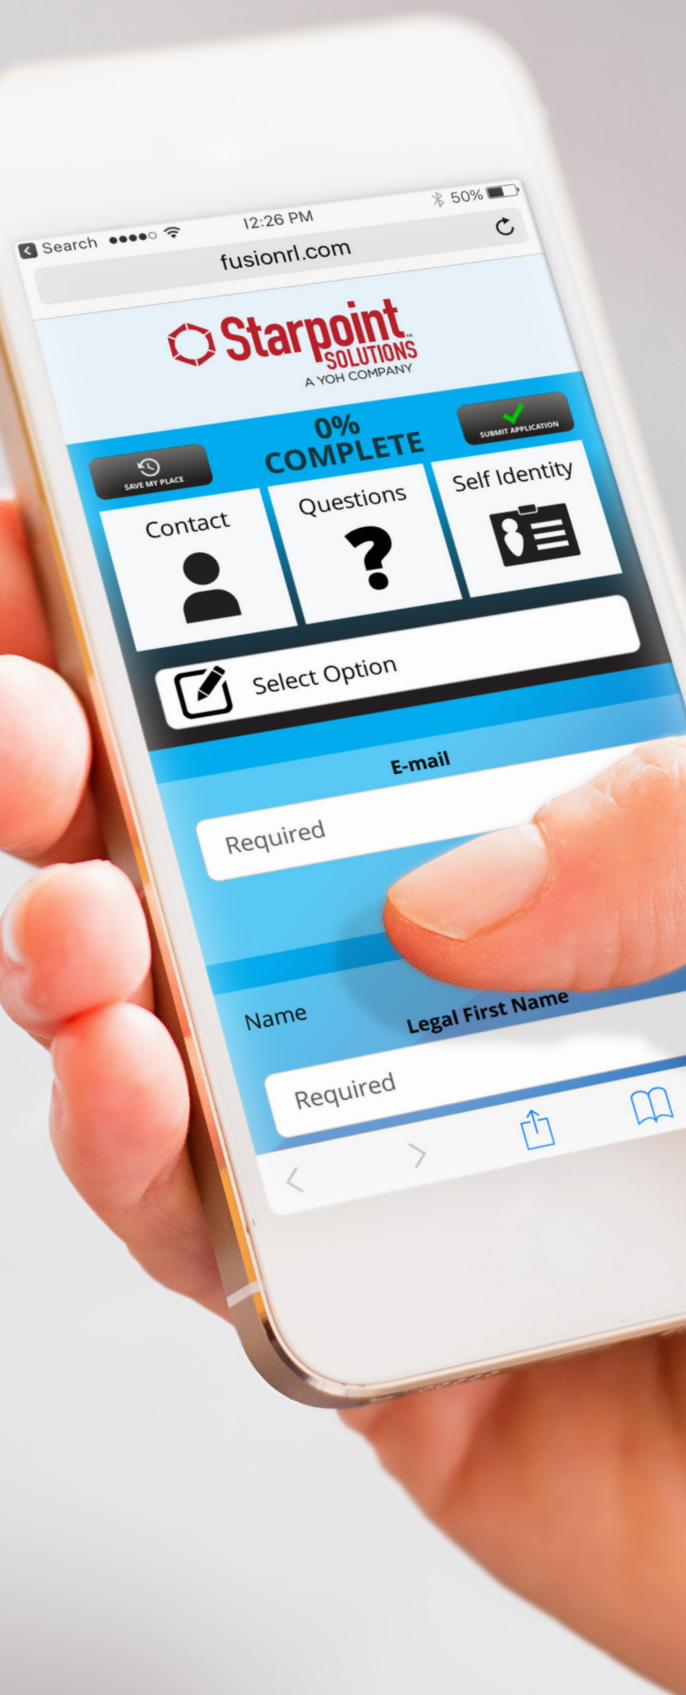 Search 12:26 PM 50%
fusionrl.com
Starpoint
SOLUTIONS
A YOH COMPANY
SAVE MY PLACE
0%
COMPLETE
SUBMIT APPLICATION
Contact
Questions
Self Identity
Select Option
E-mail
Required
Name
Legal First Name
Required